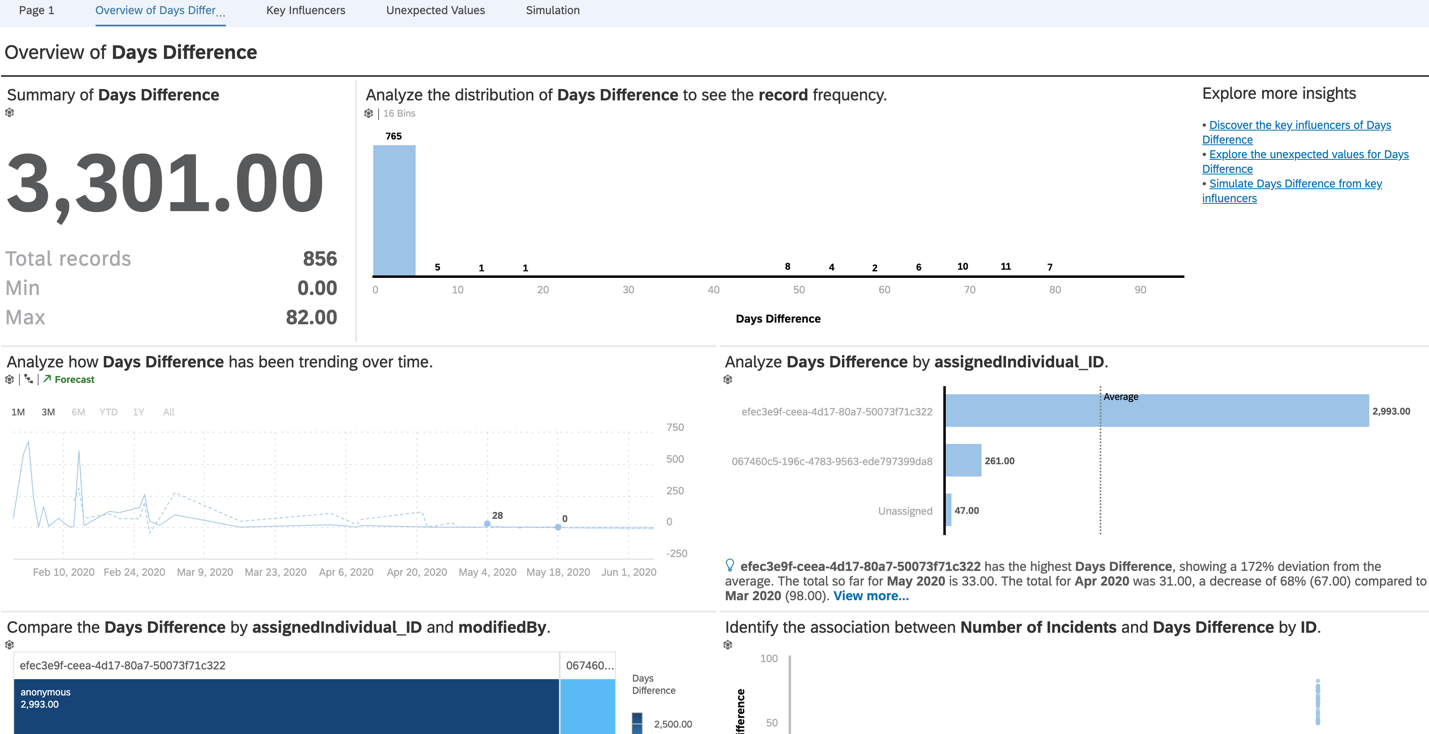 Page 1
Overview of Days Differ...
Key Influencers
Unexpected Values
Simulation
Overview of Days Difference
Summary of Days Difference
3,301.00
Total records 856
Min 0.00
Max 82.00
Analyze the distribution of Days Difference to see the record frequency.
16 Bins
765
5 1 1 8 4 2 6 10 11 7
0 10 20 30 40 50 60 70 80 90
Days Difference
Explore more insights
• Discover the key influencers of Days
Difference
• Explore the unexpected values for Days
Difference
• Simulate Days Difference from key
influencers
Analyze how Days Difference has been trending over time.
Forecast
1M 3M 6M YTD 1Y All
750
500
250
0
-250
28
0
Feb 10, 2020 Feb 24, 2020 Mar 9, 2020 Mar 23, 2020 Apr 6, 2020 Apr 20, 2020 May 4, 2020 May 18, 2020 Jun 1, 2020
Analyze Days Difference by assignedIndividual_ID.
Average
efec3e9f-ceea-4d17-80a7-50073f71c322 2,993.00
067460c5-196c-4783-9563-ede797399da8 261.00
Unassigned 47.00
efec3e9f-ceea-4d17-80a7-50073f71c322 has the highest Days Difference, showing a 172% deviation from the
average. The total so far for May 2020 is 33.00. The total for Apr 2020 was 31.00, a decrease of 68% (67.00) compared to
Mar 2020 (98.00). View more...
Compare the Days Difference by assignedIndividual_ID and modifiedBy.
efec3e9f-ceea-4d17-80a7-50073f71c322
067460...
anonymous
2,993.00
Days
Difference
2,500.00
Identify the association between Number of Incidents and Days Difference by ID.
100
50
ifference